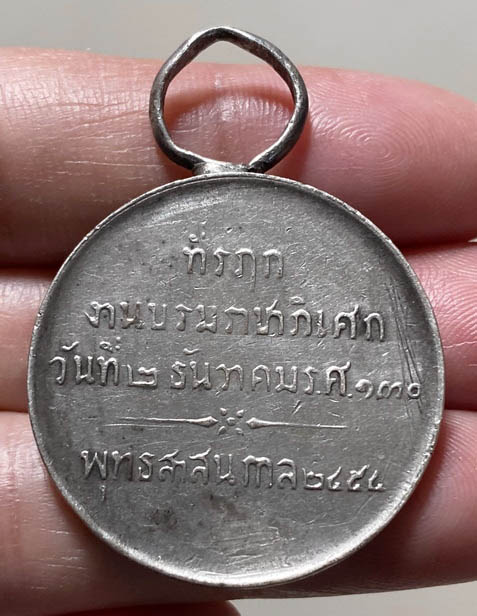 ที่รฦก
งานบรมราชาภิเศก
วันที่ ๒ ธันวาคม ร.ศ. ๑๓๐
พุทธสาสนกาล ๒๔๕๔